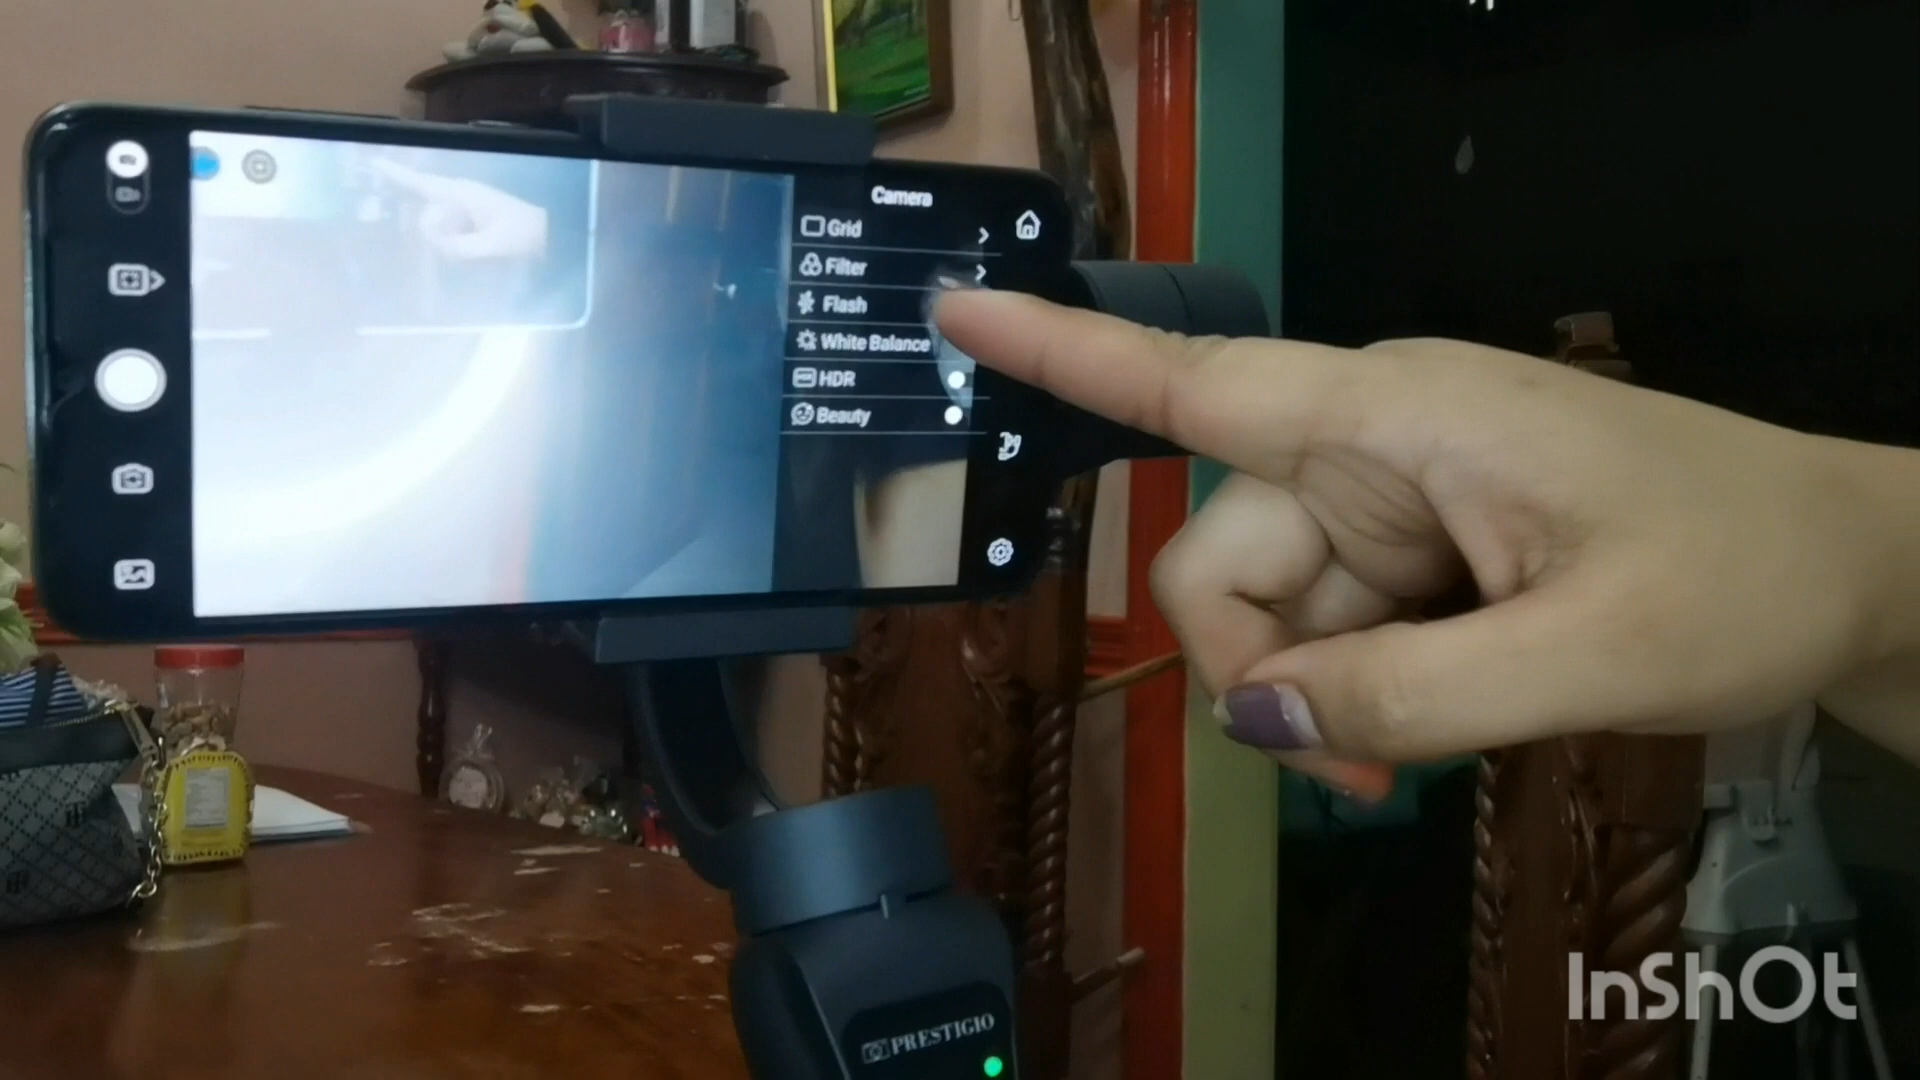 Camera
Grid
Filter
Flash
White Balance
HDR
Beauty
PRESTIGIO
InShOt